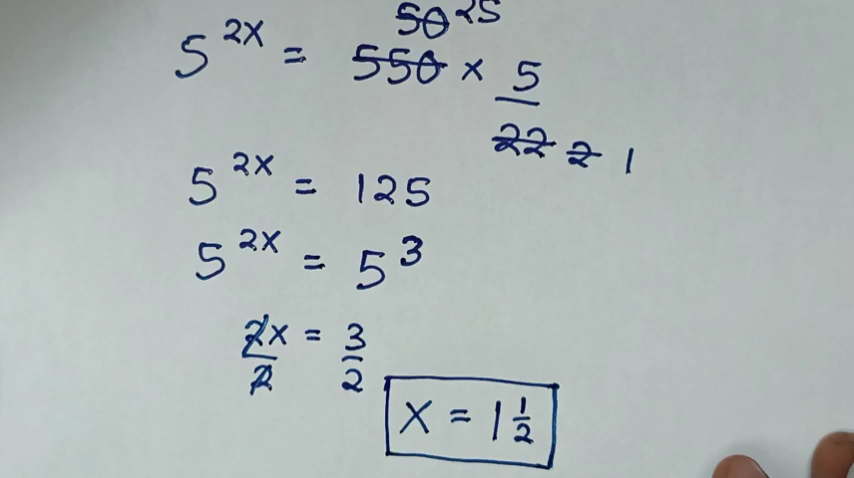 50 25
5^2x = 550 × 5/22 2 1
5^2x = 125
5^2x = 5^3
2x/2 = 3/2
x = 1 1/2